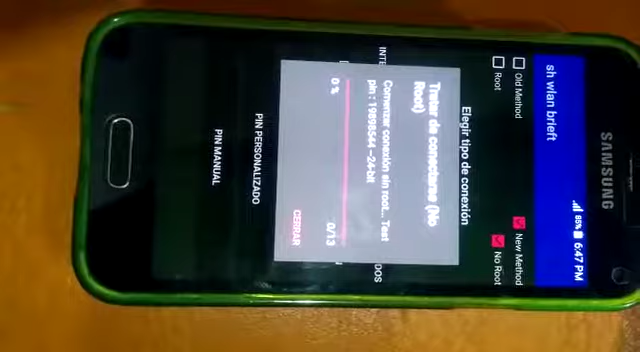 SAMSUNG
85% 6:47 PM
sh wlan brieft
Old Method
New Method
Root
No Root
Elegir tipo de conexión
Tratar de conectarse (No
Root)
Comenzar conexión sin root... Test
pin : 19898544 --24-bit
0 %
0/13
CERRAR
INTE
DOS
PIN PERSONALIZADO
PIN MANUAL